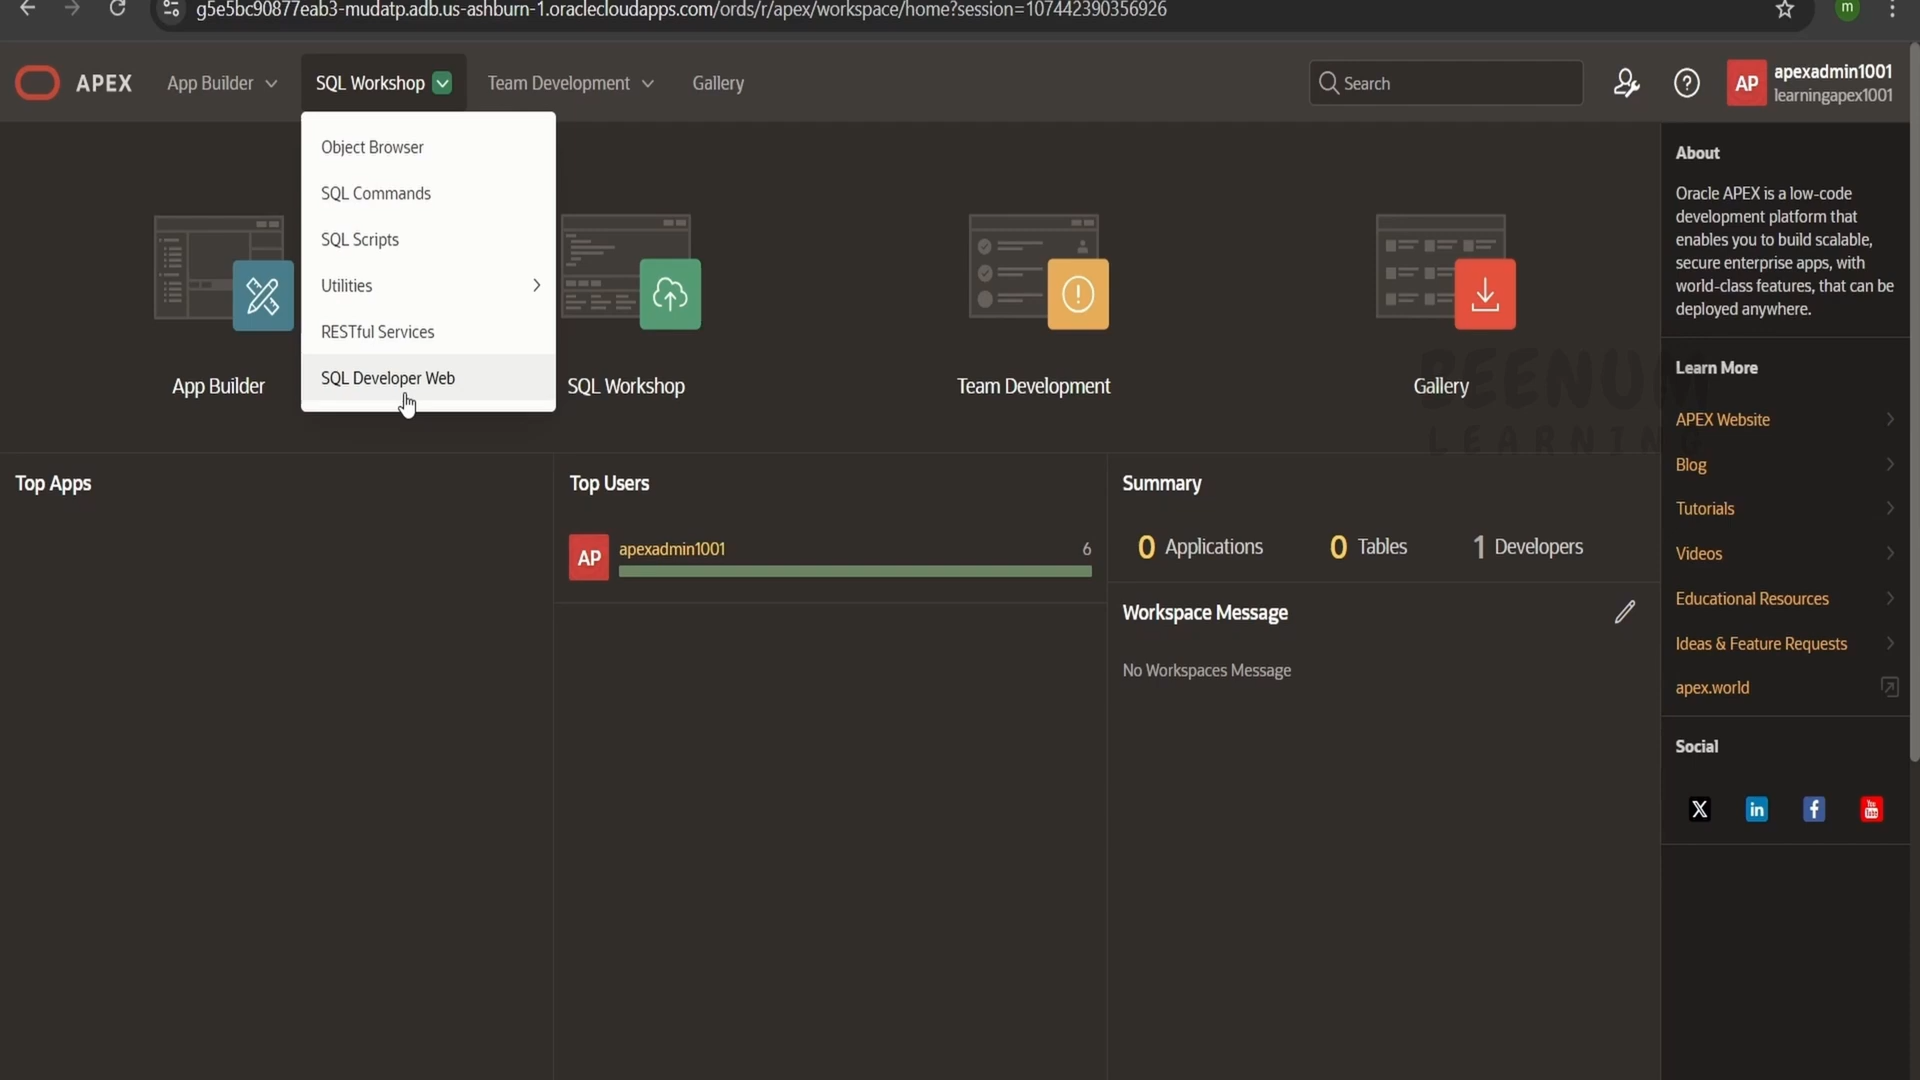 g5e5bc90877eab3-mudatp.adb.us-ashburn-1.oraclecloudapps.com/ords/r/apex/workspace/home?session=107442390356926
m
APEX
App Builder
SQL Workshop
Team Development
Gallery
Search
AP
apexadmin1001
learningapex1001
Object Browser
SQL Commands
SQL Scripts
Utilities
RESTful Services
SQL Developer Web
App Builder
SQL Workshop
Team Development
Gallery
BEENUM
LEARNING
About
Oracle APEX is a low-code
development platform that
enables you to build scalable,
secure enterprise apps, with
world-class features, that can be
deployed anywhere.
Learn More
APEX Website
Blog
Tutorials
Videos
Educational Resources
Ideas & Feature Requests
apex.world
Social
X
in
f
You
Tube
Top Apps
Top Users
AP
apexadmin1001
6
Summary
0 Applications
0 Tables
1 Developers
Workspace Message
No Workspaces Message